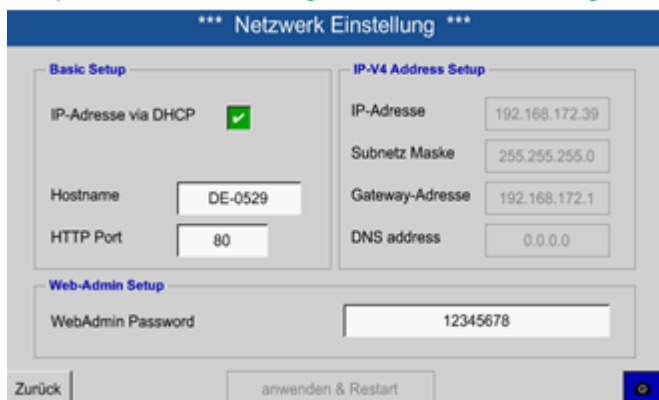 *** Netzwerk Einstellung ***
Basic Setup
IP-Adresse via DHCP
Hostname DE-0529
HTTP Port 80
IP-V4 Address Setup
IP-Adresse 192.168.172.39
Subnetz Maske 255.255.255.0
Gateway-Adresse 192.168.172.1
DNS address 0.0.0.0
Web-Admin Setup
WebAdmin Password 12345678
Zurück anwenden & Restart